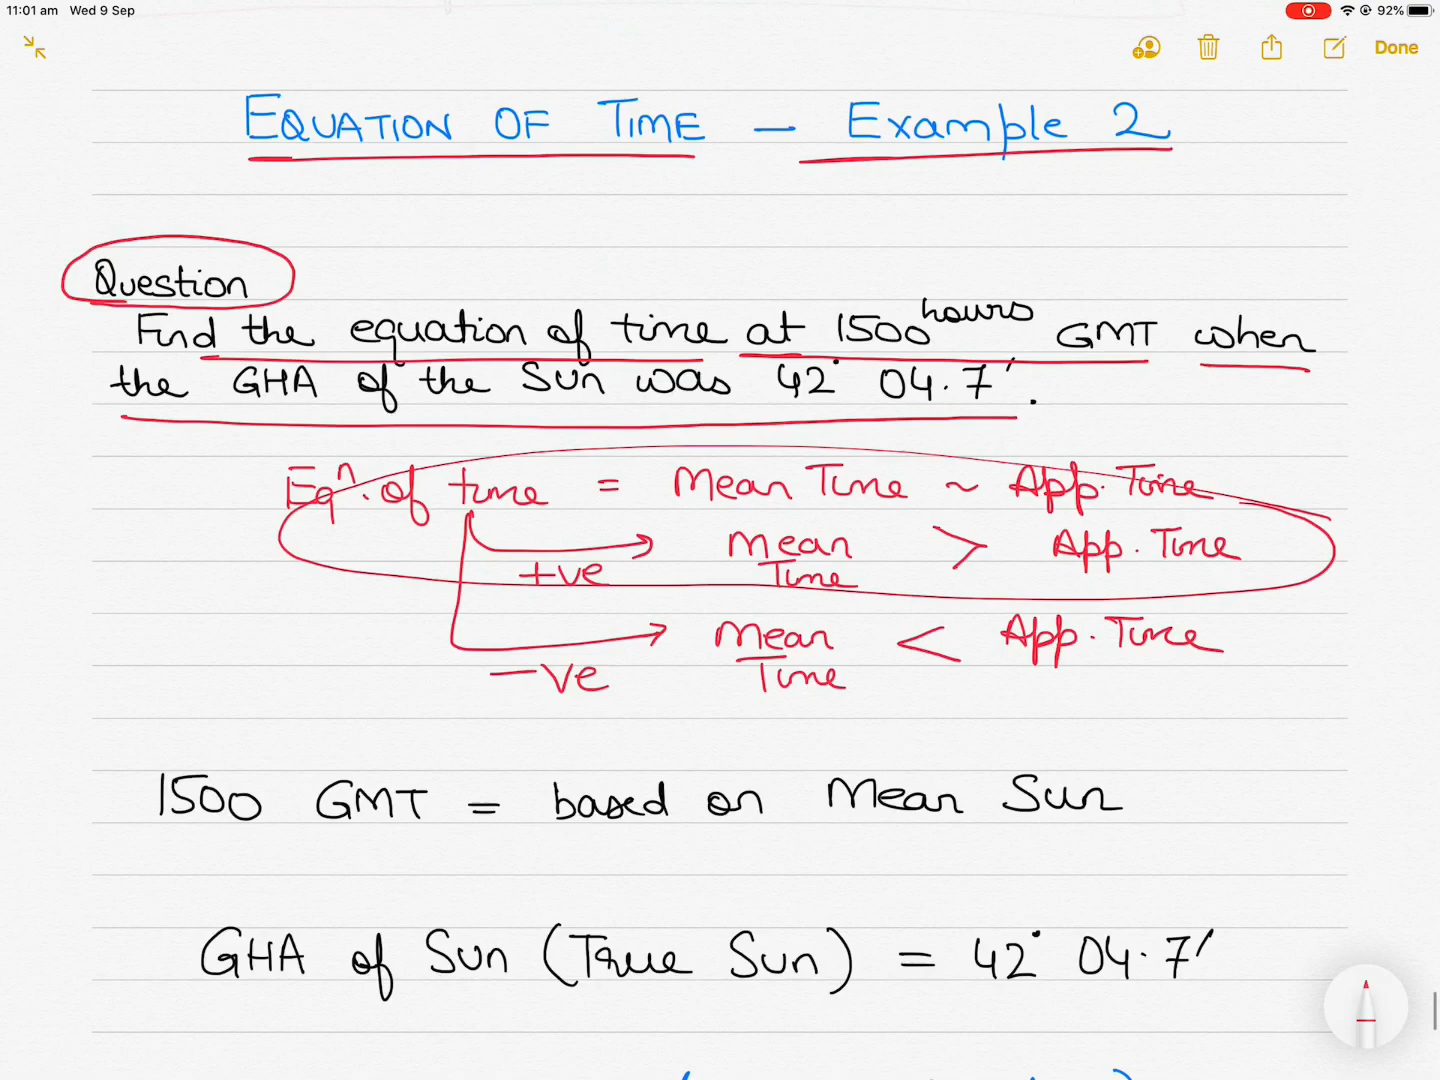 11:01 am Wed 9 Sep
92%
Done
EQUATION OF TIME – Example 2
Question
Find the equation of time at 1500 hours GMT when
the GHA of the Sun was 42° 04.7'.
Eqn. of time = Mean Time ~ App. Time
+ve Mean Time > App. Time
-ve Mean Time < App. Time
1500 GMT = based on Mean Sun
GHA of Sun (True Sun) = 42° 04.7'